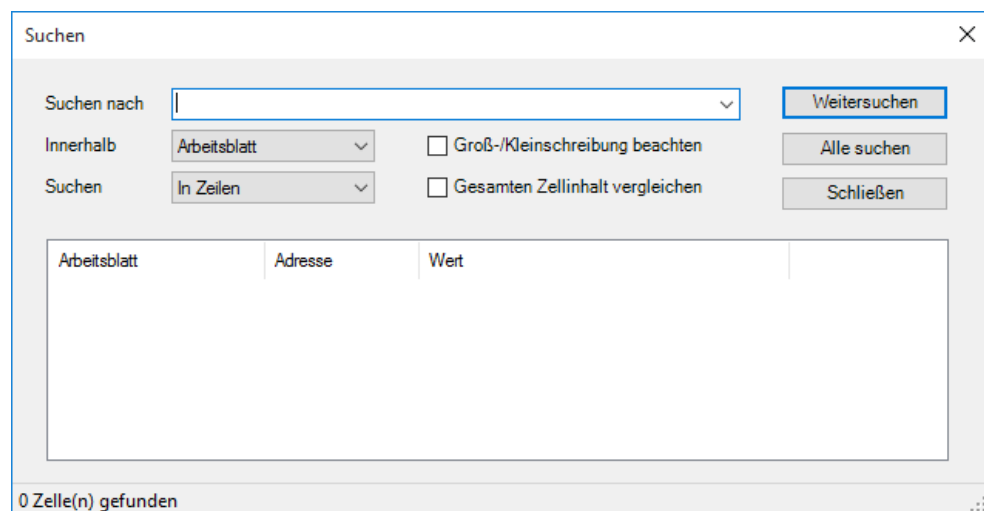 Suchen
Suchen nach Weitersuchen
Innerhalb Arbeitsblatt Groß-/Kleinschreibung beachten Alle suchen
Suchen In Zeilen Gesamten Zellinhalt vergleichen Schließen
Arbeitsblatt Adresse Wert
0 Zelle(n) gefunden